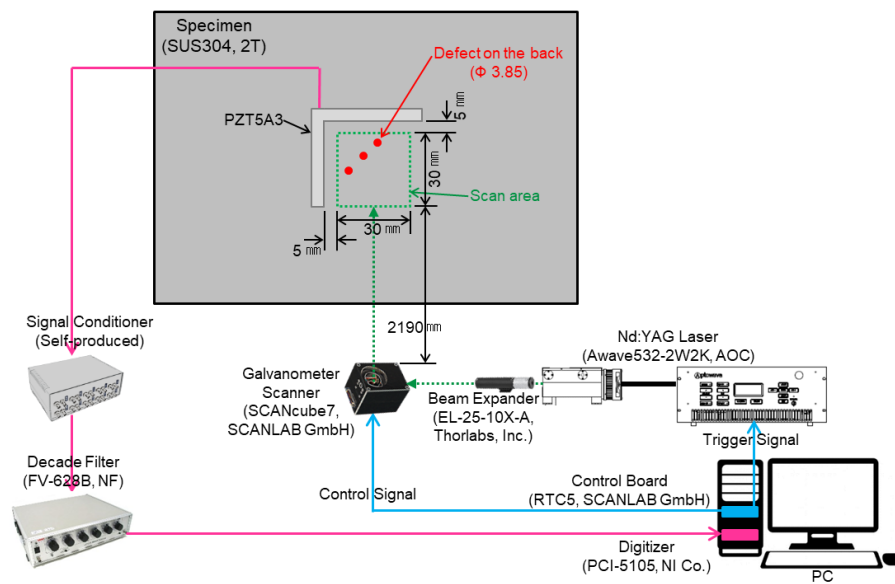 Specimen
(SUS304, 2T)
Defect on the back
(Φ 3.85)
PZT5A3
5 ㎜
30 ㎜
Scan area
30 ㎜
5 ㎜
2190 ㎜
Signal Conditioner
(Self-produced)
Nd:YAG Laser
(Awave532-2W2K, AOC)
Galvanometer
Scanner
(SCANcube7,
SCANLAB GmbH)
Beam Expander
(EL-25-10X-A,
Thorlabs, Inc.)
Trigger Signal
Decade Filter
(FV-628B, NF)
Control Signal
Control Board
(RTC5, SCANLAB GmbH)
Digitizer
(PCI-5105, NI Co.)
PC